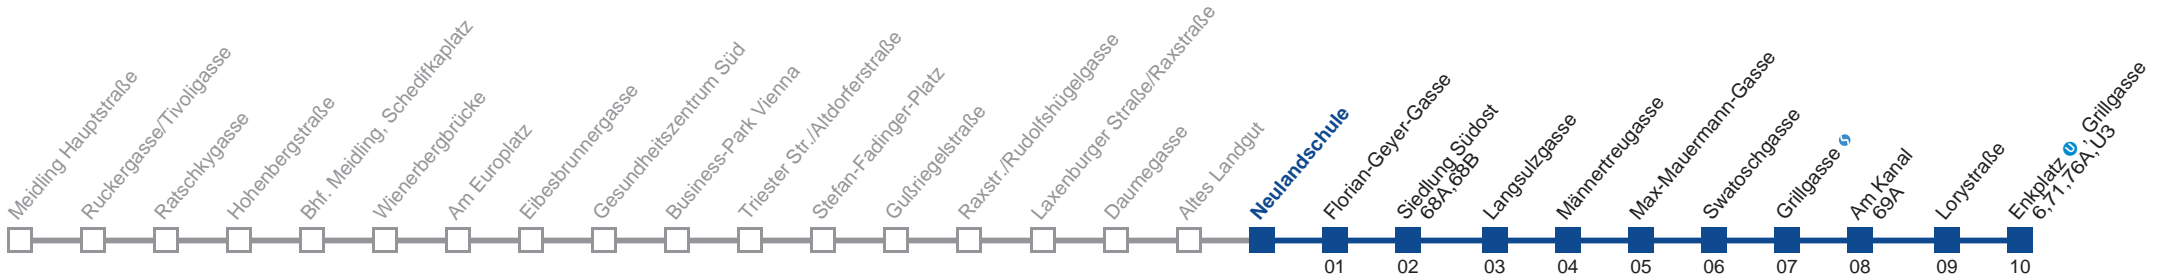 Meidling Hauptstraße
Ruckergasse/Tivoligasse
Ratschkygasse
Hohenbergstraße
Bhf. Meidling, Schedifkaplatz
Wienerbergbrücke
Am Europlatz
Eibesbrunnergasse
Gesundheitszentrum Süd
Business-Park Vienna
Triester Str./Altdorferstraße
Stefan-Fadinger-Platz
Gußriegelstraße
Raxstr./Rudolfshügelgasse
Laxenburger Straße/Raxstraße
Daumegasse
Altes Landgut
Neulandschule
Florian-Geyer-Gasse
Siedlung Südost
68A,68B
Langsulzgasse
Männertreugasse
Max-Mauermann-Gasse
Swatoschgasse
Grillgasse S
Am Kanal
69A
Lorystraße
Enkplatz U , Grillgasse
6,71,76A,U3
01 02 03 04 05 06 07 08 09 10